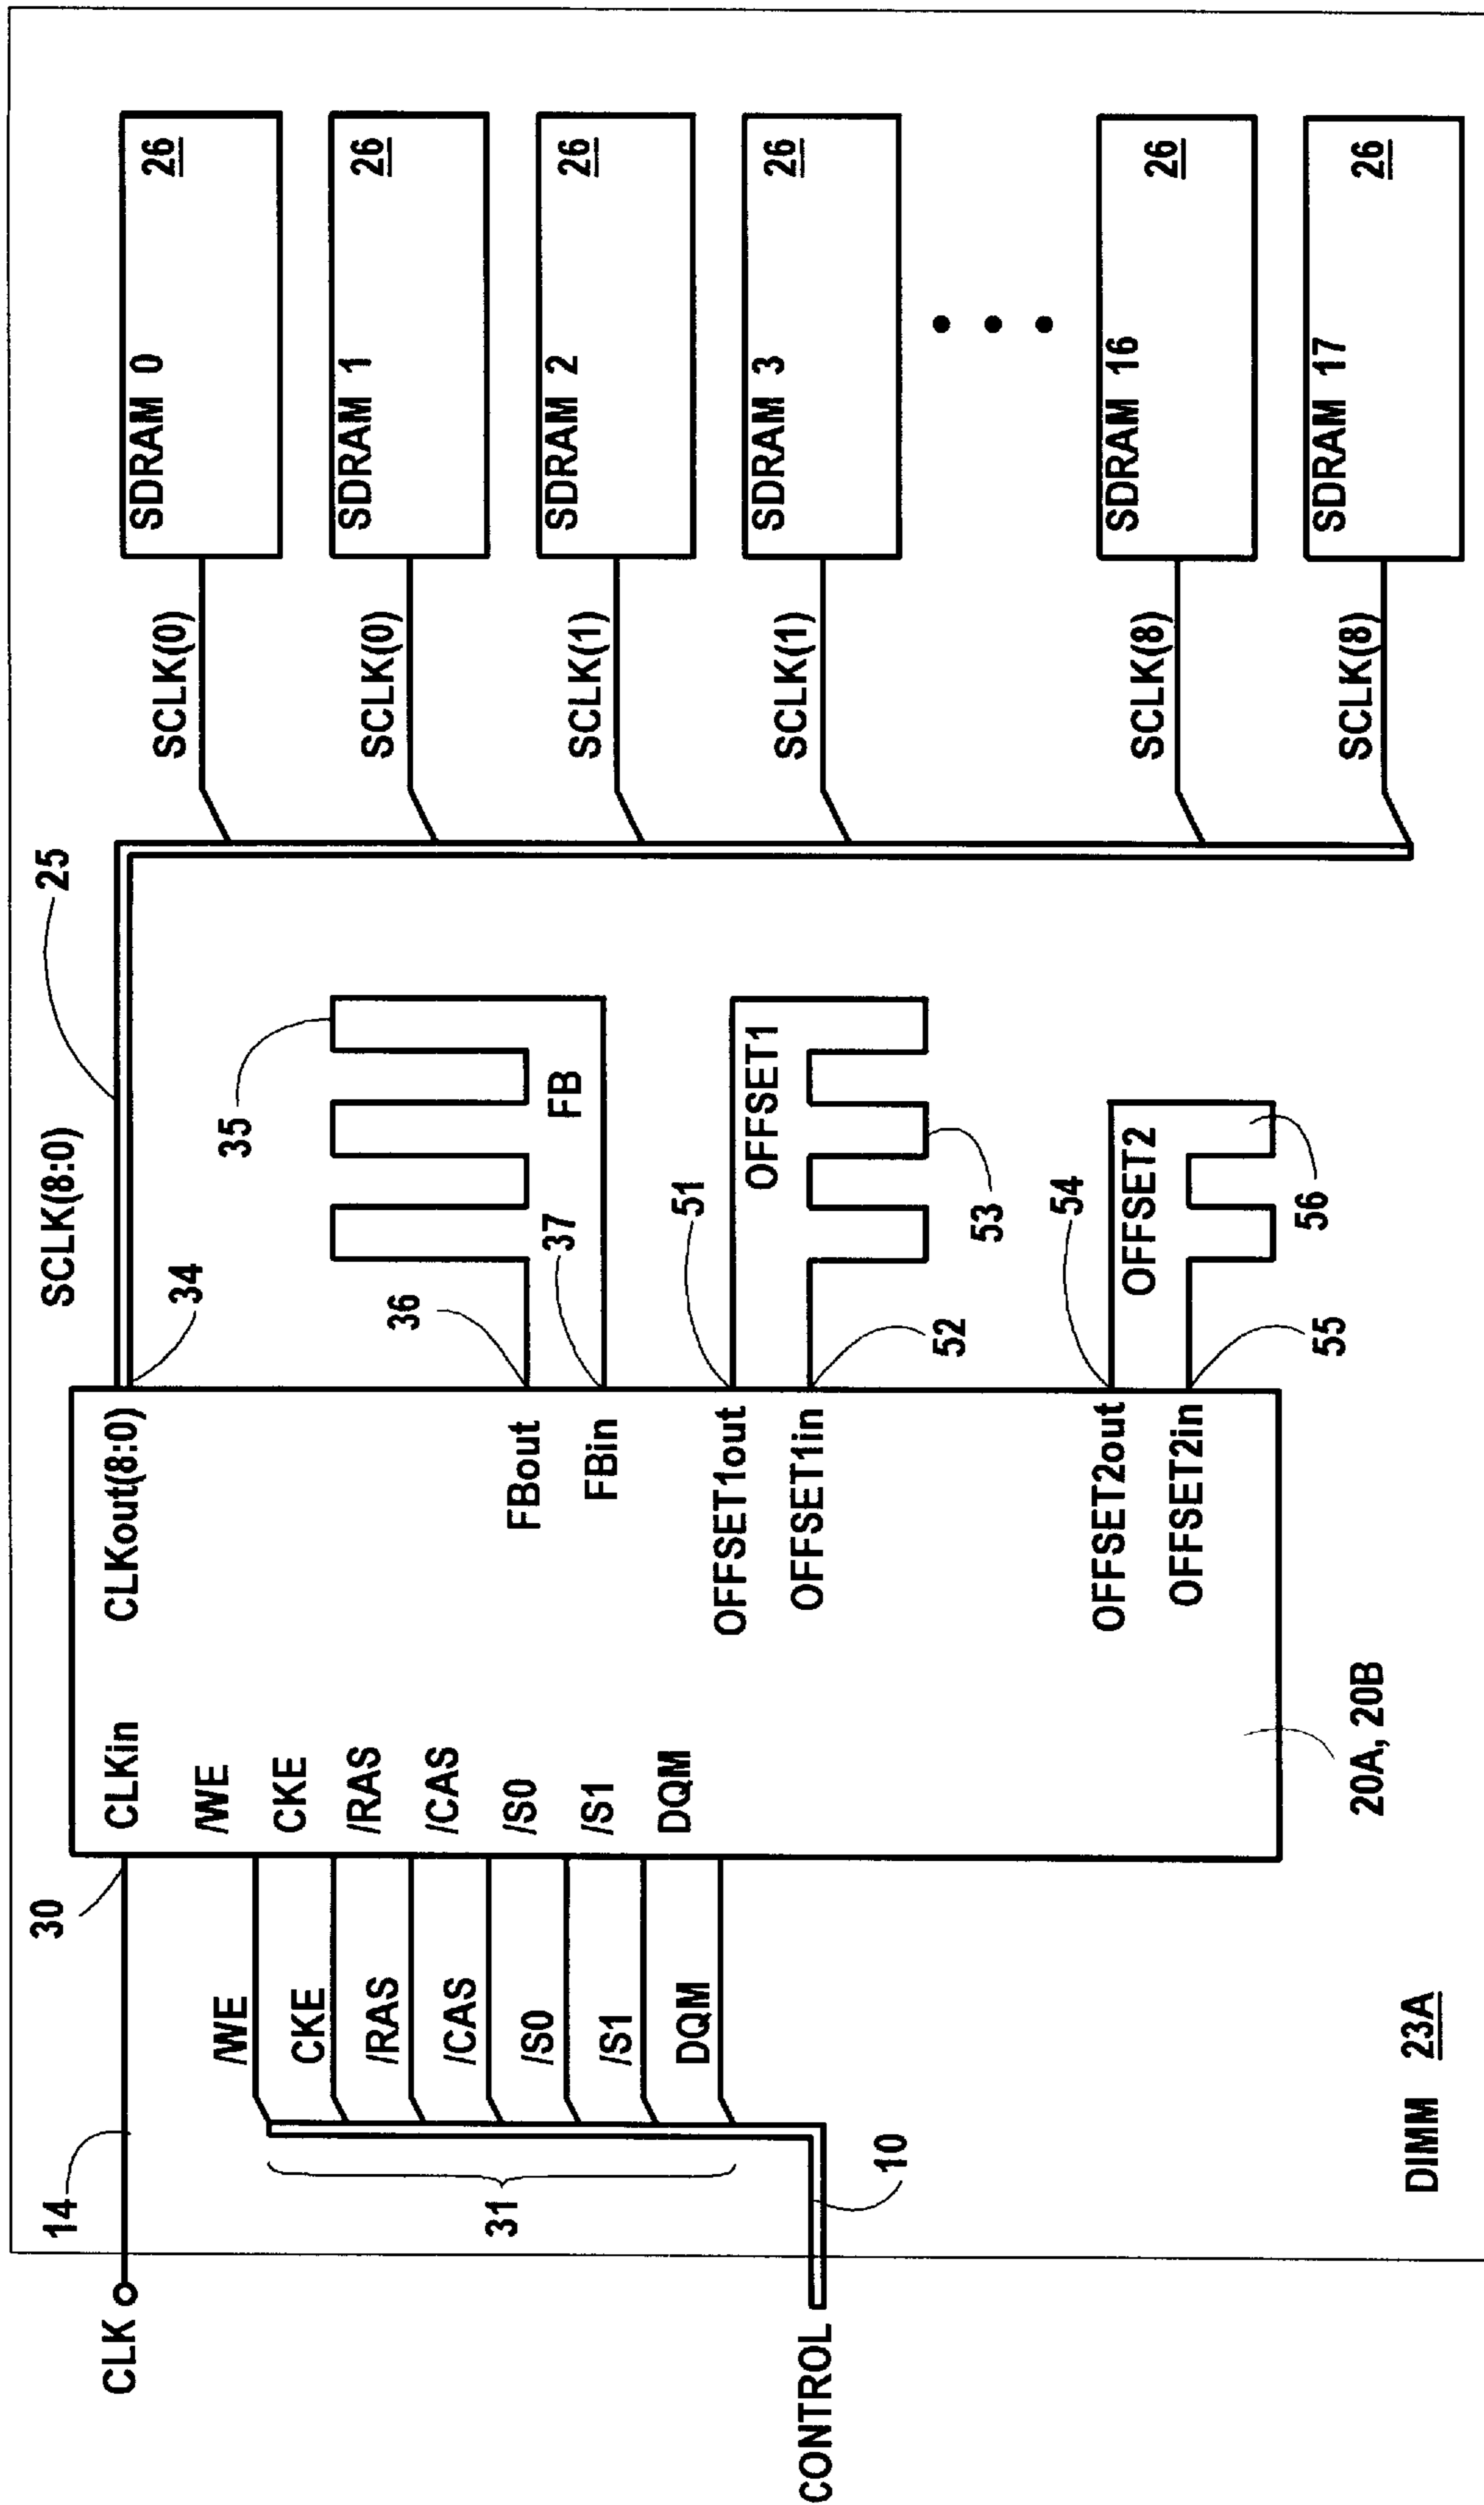 CLK
14
30
CLKin
CLKout(8:0)
34
SCLK(8:0)
25
/WE
/WE
CKE
CKE
/RAS
/RAS
/CAS
/CAS
/S0
/S0
/S1
/S1
DQM
DQM
31
10
CONTROL
FBout
36
FBin
37
FB
35
OFFSET1out
51
OFFSET1
OFFSET1in
52
53
OFFSET2out
54
OFFSET2
OFFSET2in
55
56
20A, 20B
SCLK(0)
SDRAM 0
26
SCLK(0)
SDRAM 1
26
SCLK(1)
SDRAM 2
26
SCLK(1)
SDRAM 3
26
SCLK(8)
SDRAM 16
26
SCLK(8)
SDRAM 17
26
DIMM 23A